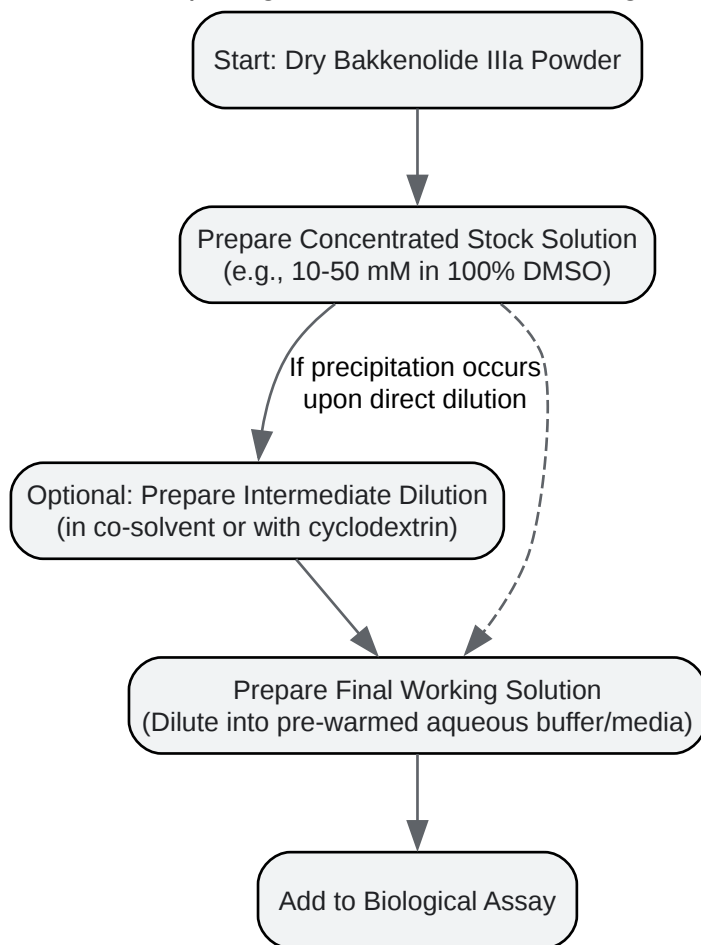 Start: Dry Bakkenolide IIIa Powder
Prepare Concentrated Stock Solution
(e.g., 10-50 mM in 100% DMSO)
If precipitation occurs
upon direct dilution
Optional: Prepare Intermediate Dilution
(in co-solvent or with cyclodextrin)
Prepare Final Working Solution
(Dilute into pre-warmed aqueous buffer/media)
Add to Biological Assay